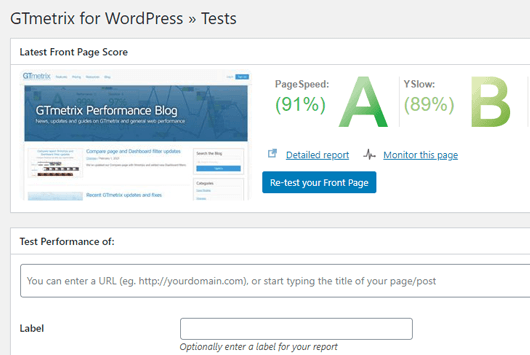 GTmetrix for WordPress » Tests
Latest Front Page Score
GTmetrix
GTmetrix Performance Blog
News, updates and guides on GTmetrix and general web performance
Compare page and Dashboard filter updates
Search the Blog
Categories
Recent GTmetrix updates and fixes
PageSpeed:
(91%) A
YSlow:
(89%) B
Detailed report
Monitor this page
Re-test your Front Page
Test Performance of:
You can enter a URL (eg. http://yourdomain.com), or start typing the title of your page/post
Label
Optionally enter a label for your report